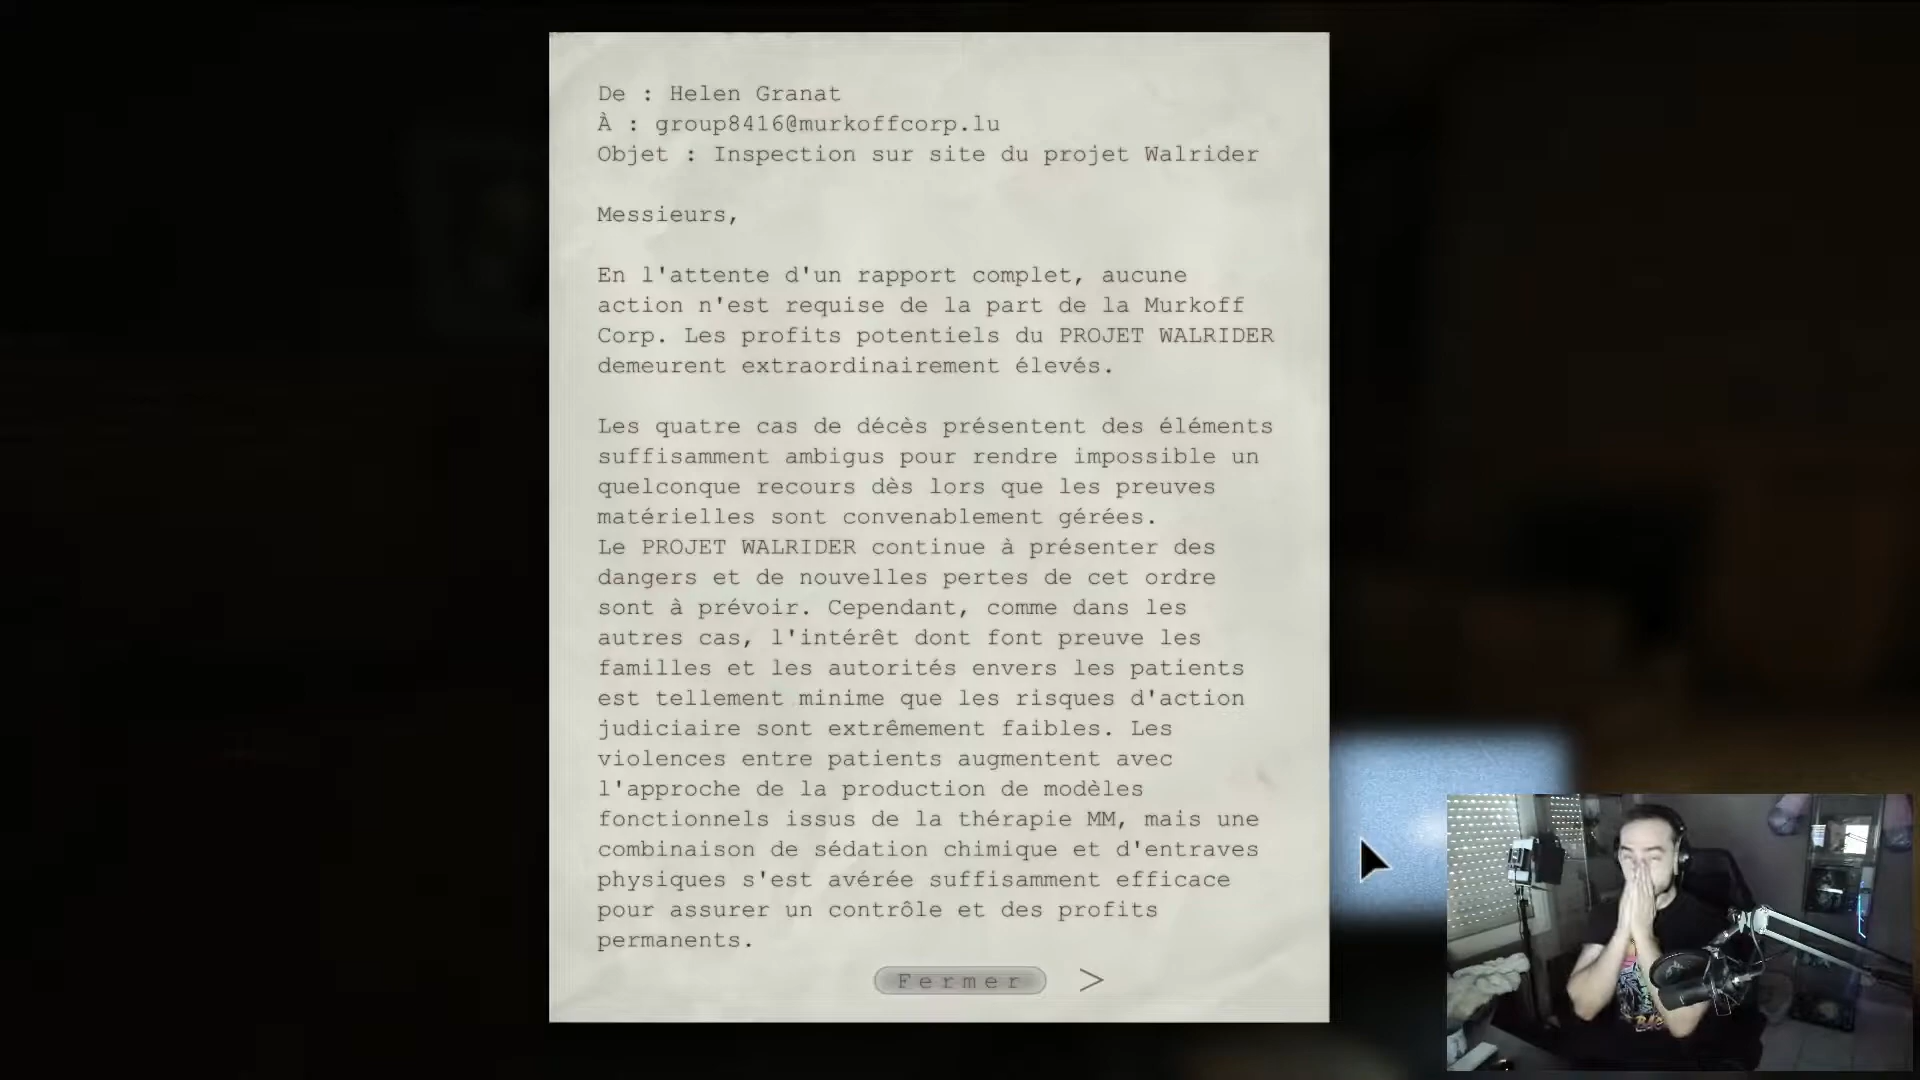 De : Helen Granat
À : group8416@murkoffcorp.lu
Objet : Inspection sur site du projet Walrider
Messieurs,
En l'attente d'un rapport complet, aucune
action n'est requise de la part de la Murkoff
Corp. Les profits potentiels du PROJET WALRIDER
demeurent extraordinairement élevés.
Les quatre cas de décès présentent des éléments
suffisamment ambigus pour rendre impossible un
quelconque recours dès lors que les preuves
matérielles sont convenablement gérées.
Le PROJET WALRIDER continue à présenter des
dangers et de nouvelles pertes de cet ordre
sont à prévoir. Cependant, comme dans les
autres cas, l'intérêt dont font preuve les
familles et les autorités envers les patients
est tellement minime que les risques d'action
judiciaire sont extrêmement faibles. Les
violences entre patients augmentent avec
l'approche de la production de modèles
fonctionnels issus de la thérapie MM, mais une
combinaison de sédation chimique et d'entraves
physiques s'est avérée suffisamment efficace
pour assurer un contrôle et des profits
permanents.
Fermer >